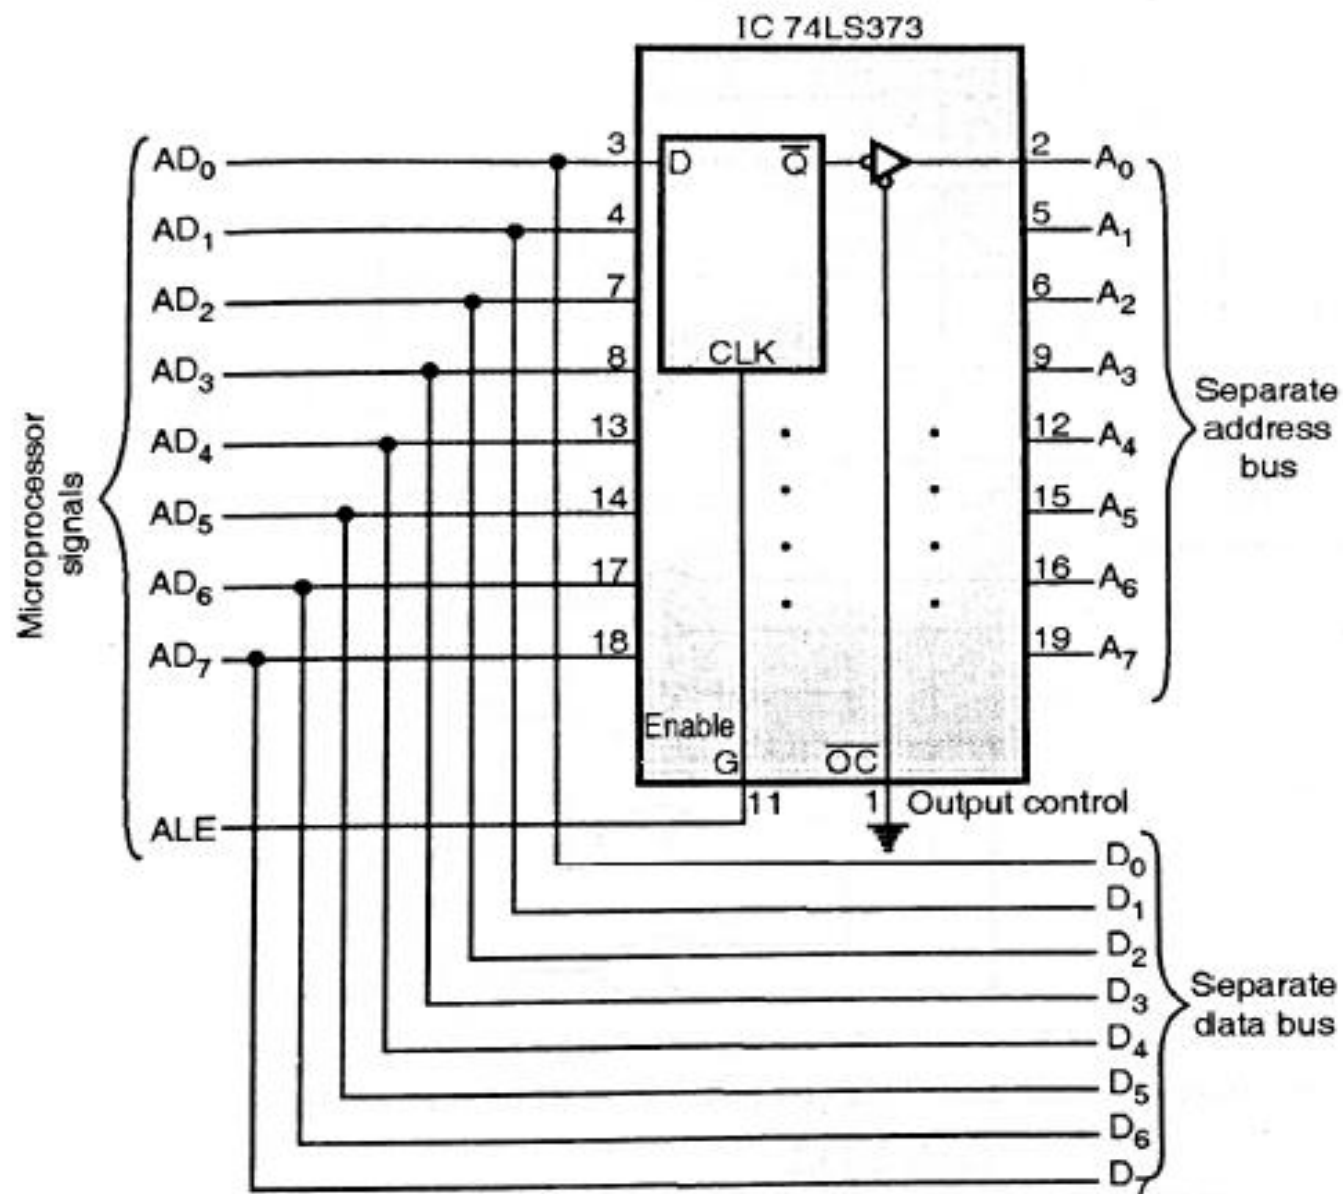 IC 74LS373
AD₀ 3 D Q̅ 2 A₀
AD₁ 4 5 A₁
AD₂ 7 6 A₂
AD₃ 8 CLK 9 A₃
AD₄ 13 12 A₄
AD₅ 14 15 A₅
AD₆ 17 16 A₆
AD₇ 18 19 A₇
Microprocessor
signals
Separate
address
bus
Enable
G O̅C̅
ALE 11 1 Output control
D₀
D₁
D₂
D₃
D₄
D₅
D₆
D₇
Separate
data bus